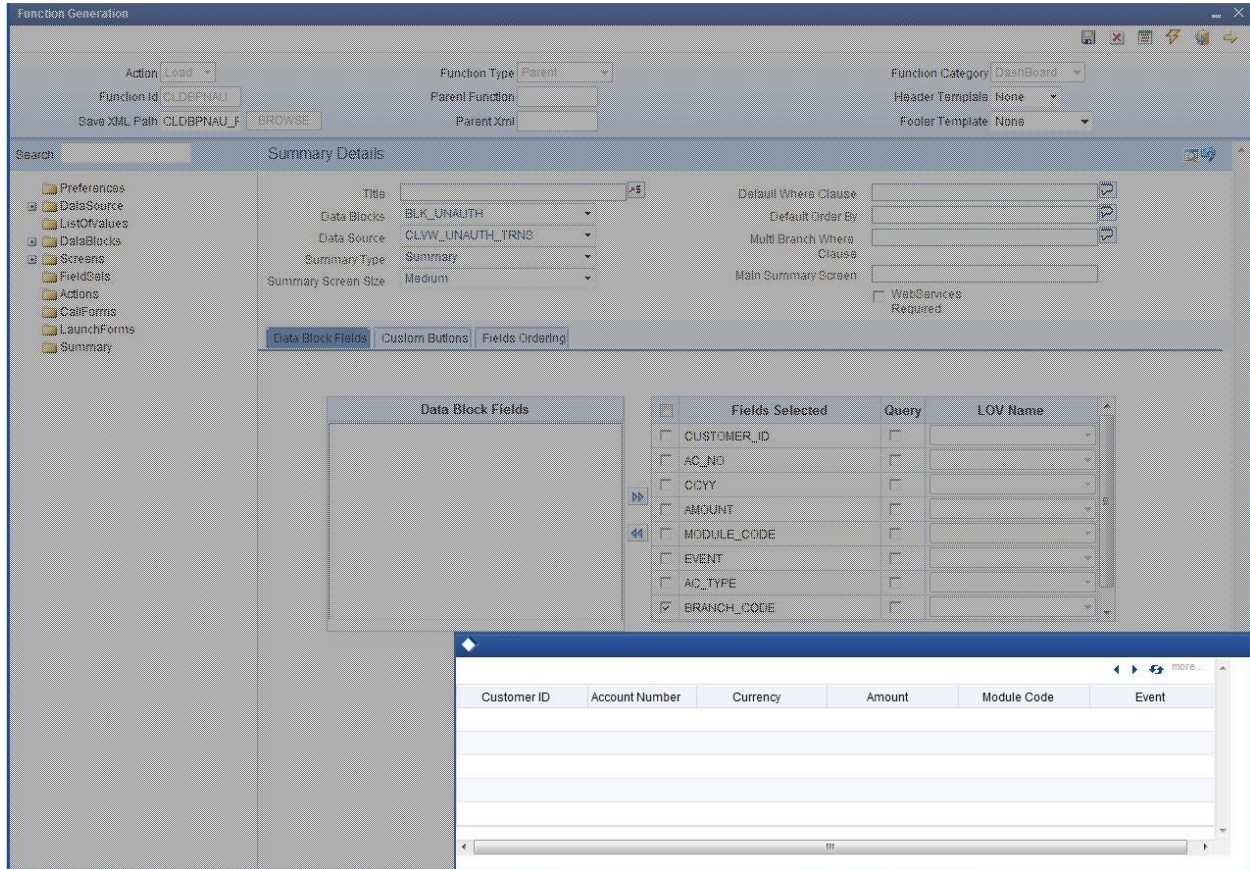 Function Generation
Action Load Function Type Parent Function Category DashBoard
Function Id CLDBPNAU Parent Function Header Template None
Save XML Path CLDBPNAU_F BROWSE Parent Xml Footer Template None
Search Summary Details
Preferences
DataSource
ListOfValues
DataBlocks
Screens
FieldSets
Actions
CallForms
LaunchForms
Summary
Title Default Where Clause
Data Blocks BLK_UNAUTH Default Order By
Data Source CLVW_UNAUTH_TRNS Multi Branch Where
Clause
Summary Type Summary
Summary Screen Size Medium Main Summary Screen
WebServices
Required
Data Block Fields Custom Buttons Fields Ordering
Data Block Fields Fields Selected Query LOV Name
CUSTOMER_ID
AC_NO
CCYY
AMOUNT
MODULE_CODE
EVENT
AC_TYPE
BRANCH_CODE
more...
Customer ID Account Number Currency Amount Module Code Event